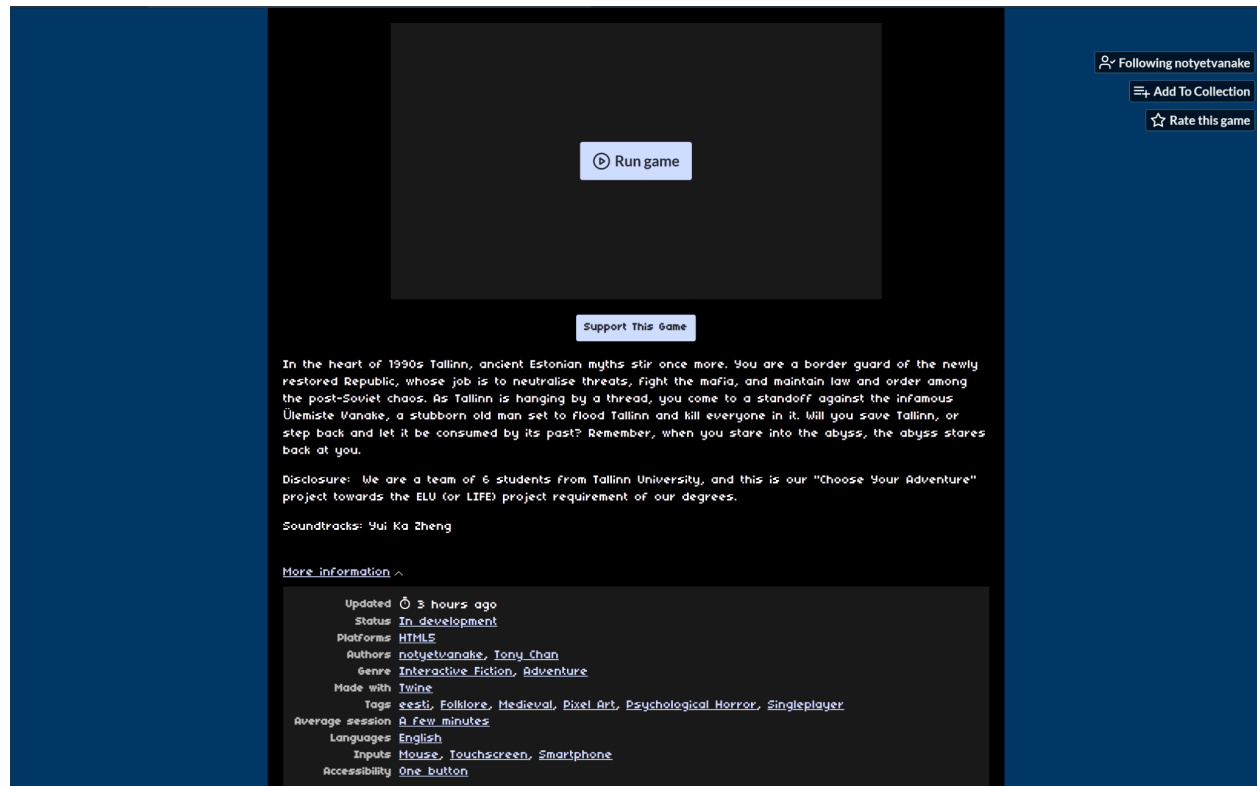 Following notyetvanake
Add To Collection
Rate this game
Run game
Support This Game
In the heart of 1990s Tallinn, ancient Estonian myths stir once more. You are a border guard of the newly
restored Republic, whose job is to neutralise threats, fight the mafia, and maintain law and order among
the post-Soviet chaos. As Tallinn is hanging by a thread, you come to a standoff against the infamous
Ülemiste Vanake, a stubborn old man set to flood Tallinn and kill everyone in it. Will you save Tallinn, or
step back and let it be consumed by its past? Remember, when you stare into the abyss, the abyss stares
back at you.
Disclosure: We are a team of 6 students from Tallinn University, and this is our "Choose Your Adventure"
project towards the ELU (or LIFE) project requirement of our degrees.
Soundtracks: Yui Ka Zheng
More information
Updated 3 hours ago
Status In development
Platforms HTML5
Authors notyetvanake, Tony Chan
Genre Interactive Fiction, Adventure
Made with Twine
Tags eesti, Folklore, Medieval, Pixel Art, Psychological Horror, Singleplayer
Average session A few minutes
Languages English
Inputs Mouse, Touchscreen, Smartphone
Accessibility One button